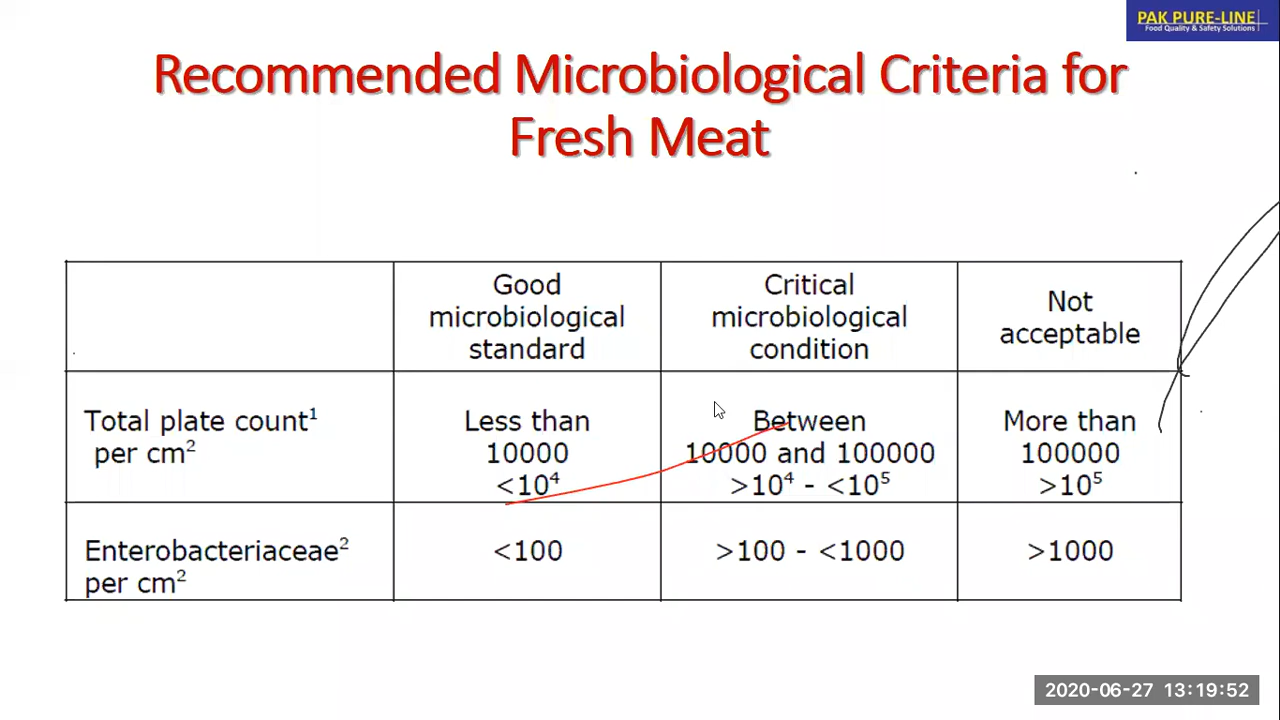 PAK PURE-LINE
Food Quality & Safety Solutions
Recommended Microbiological Criteria for
Fresh Meat
Good
microbiological
standard
Critical
microbiological
condition
Not
acceptable
Total plate count¹
per cm²
Less than
10000
<10⁴
Between
10000 and 100000
>10⁴ - <10⁵
More than
100000
>10⁵
Enterobacteriaceae²
per cm²
<100
>100 - <1000
>1000
2020-06-27 13:19:52